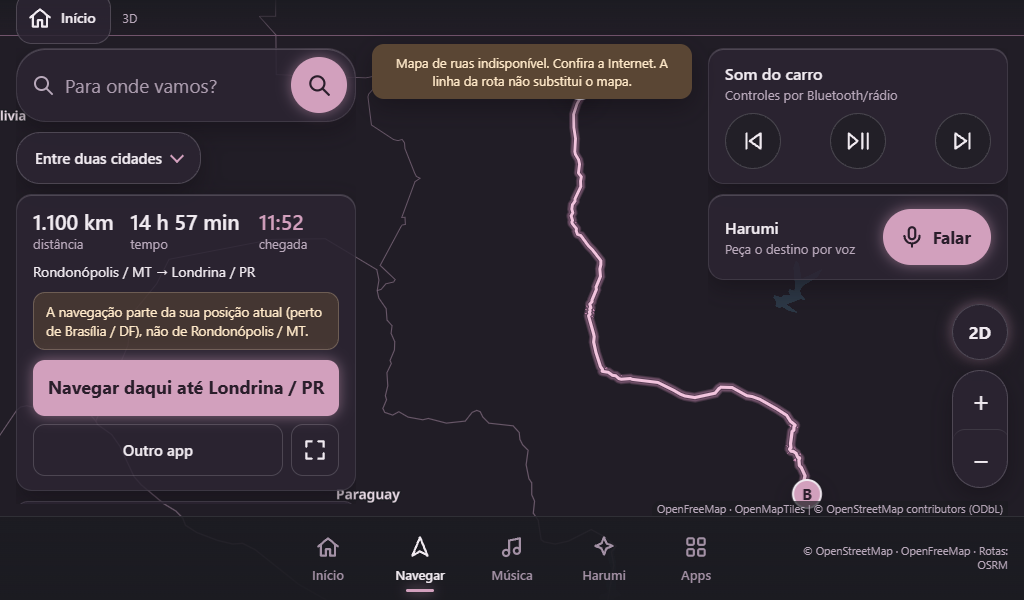 Início
3D
Para onde vamos?
livia
Entre duas cidades
1.100 km
distância
14 h 57 min
tempo
11:52
chegada
Rondonópolis / MT → Londrina / PR
A navegação parte da sua posição atual (perto
de Brasília / DF), não de Rondonópolis / MT.
Navegar daqui até Londrina / PR
Outro app
Mapa de ruas indisponível. Confira a Internet. A
linha da rota não substitui o mapa.
Som do carro
Controles por Bluetooth/rádio
Harumi
Peça o destino por voz
Falar
2D
+
−
B
Paraguay
OpenFreeMap · OpenMapTiles | © OpenStreetMap contributors (ODbL)
Início
Navegar
Música
Harumi
Apps
© OpenStreetMap · OpenFreeMap · Rotas:
OSRM